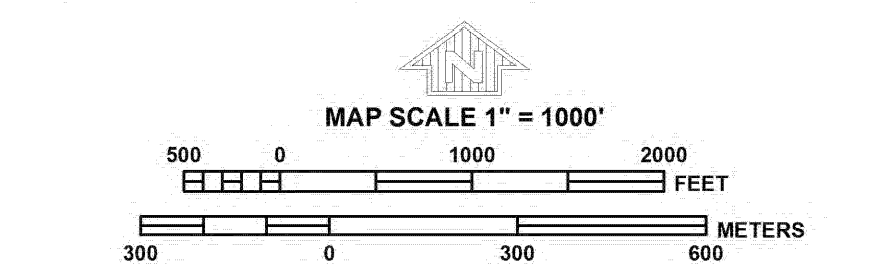 N
MAP SCALE 1" = 1000'
500 0 1000 2000
FEET
METERS
300 0 300 600